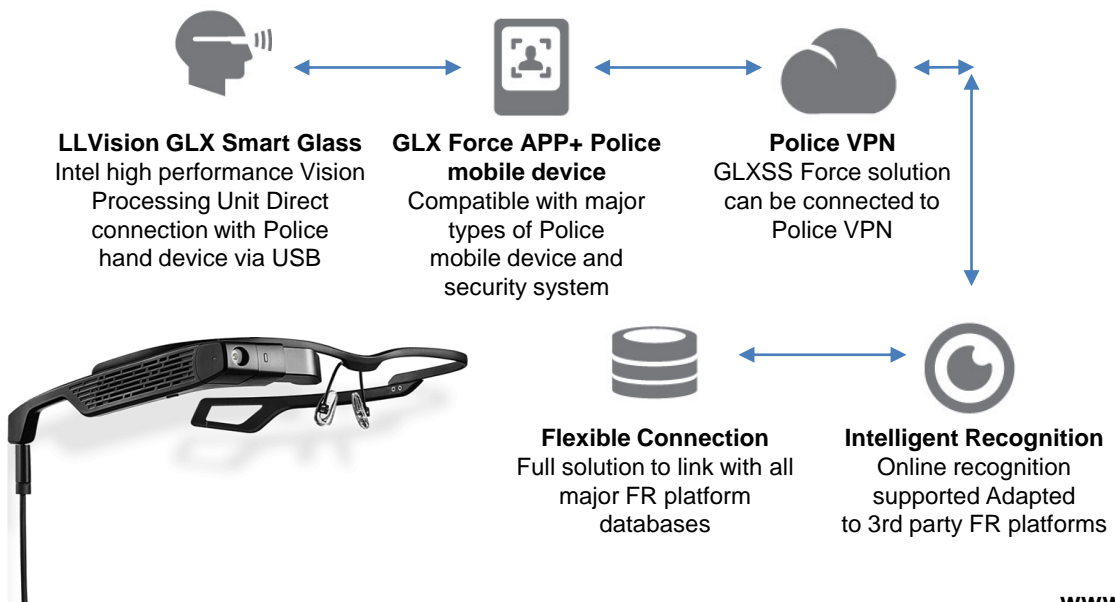 LLVision GLX Smart Glass
Intel high performance Vision
Processing Unit Direct
connection with Police
hand device via USB
GLX Force APP+ Police
mobile device
Compatible with major
types of Police
mobile device and
security system
Police VPN
GLXSS Force solution
can be connected to
Police VPN
Flexible Connection
Full solution to link with all
major FR platform
databases
Intelligent Recognition
Online recognition
supported Adapted
to 3rd party FR platforms